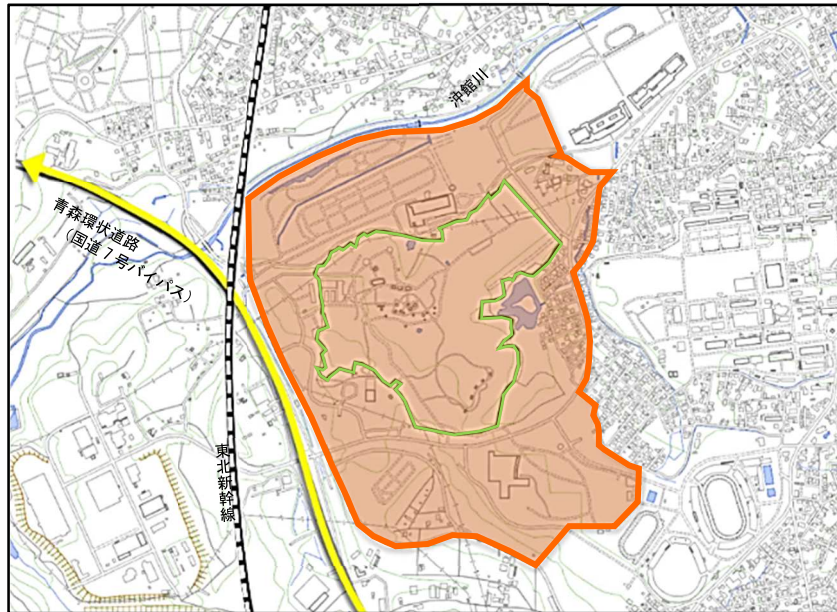 沖館川
青森環状道路
（国道７号バイパス）
東北新幹線